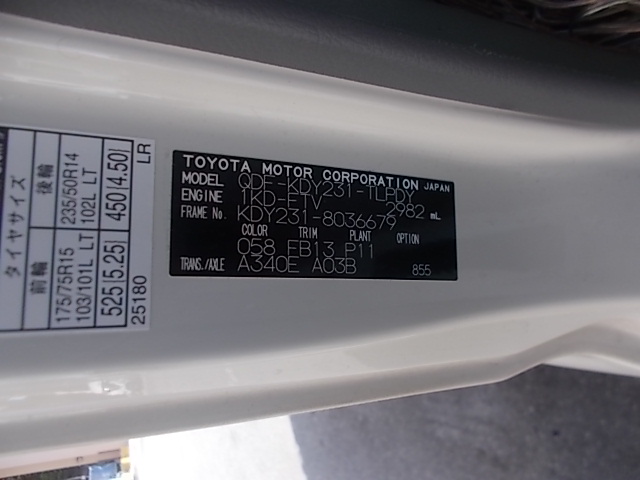 タイヤサイズ
前輪 後輪
175/75R15 235/50R14
103/101L LT 102L LT
525 [5.25] 450 [4.50]
25180 LR
TOYOTA MOTOR CORPORATION JAPAN
MODEL QDF-KDY231-TLPDY
ENGINE 1KD-FTV 2982 mL
FRAME No. KDY231-8036679
COLOR TRIM PLANT OPTION
058 FB13 P11
TRANS./AXLE A340E A03B 855